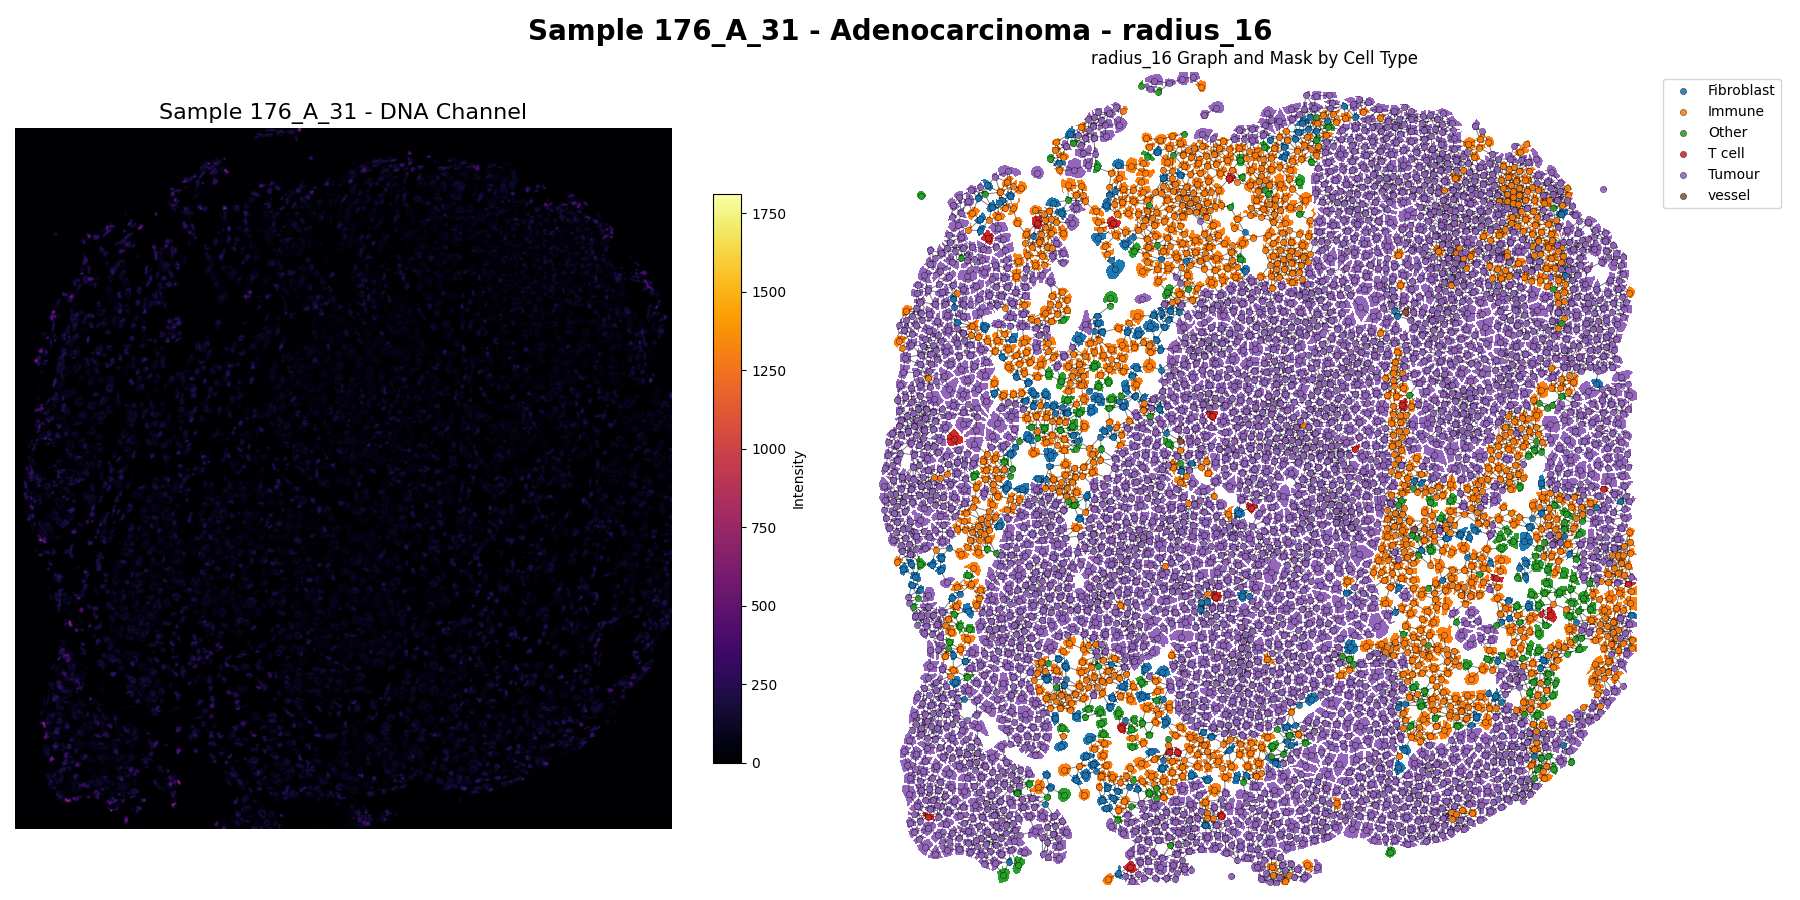 Sample 176_A_31 - Adenocarcinoma - radius_16
radius_16 Graph and Mask by Cell Type
Sample 176_A_31 - DNA Channel
1750
1500
1250
1000
750
500
250
0
Intensity
Fibroblast
Immune
Other
T cell
Tumour
vessel